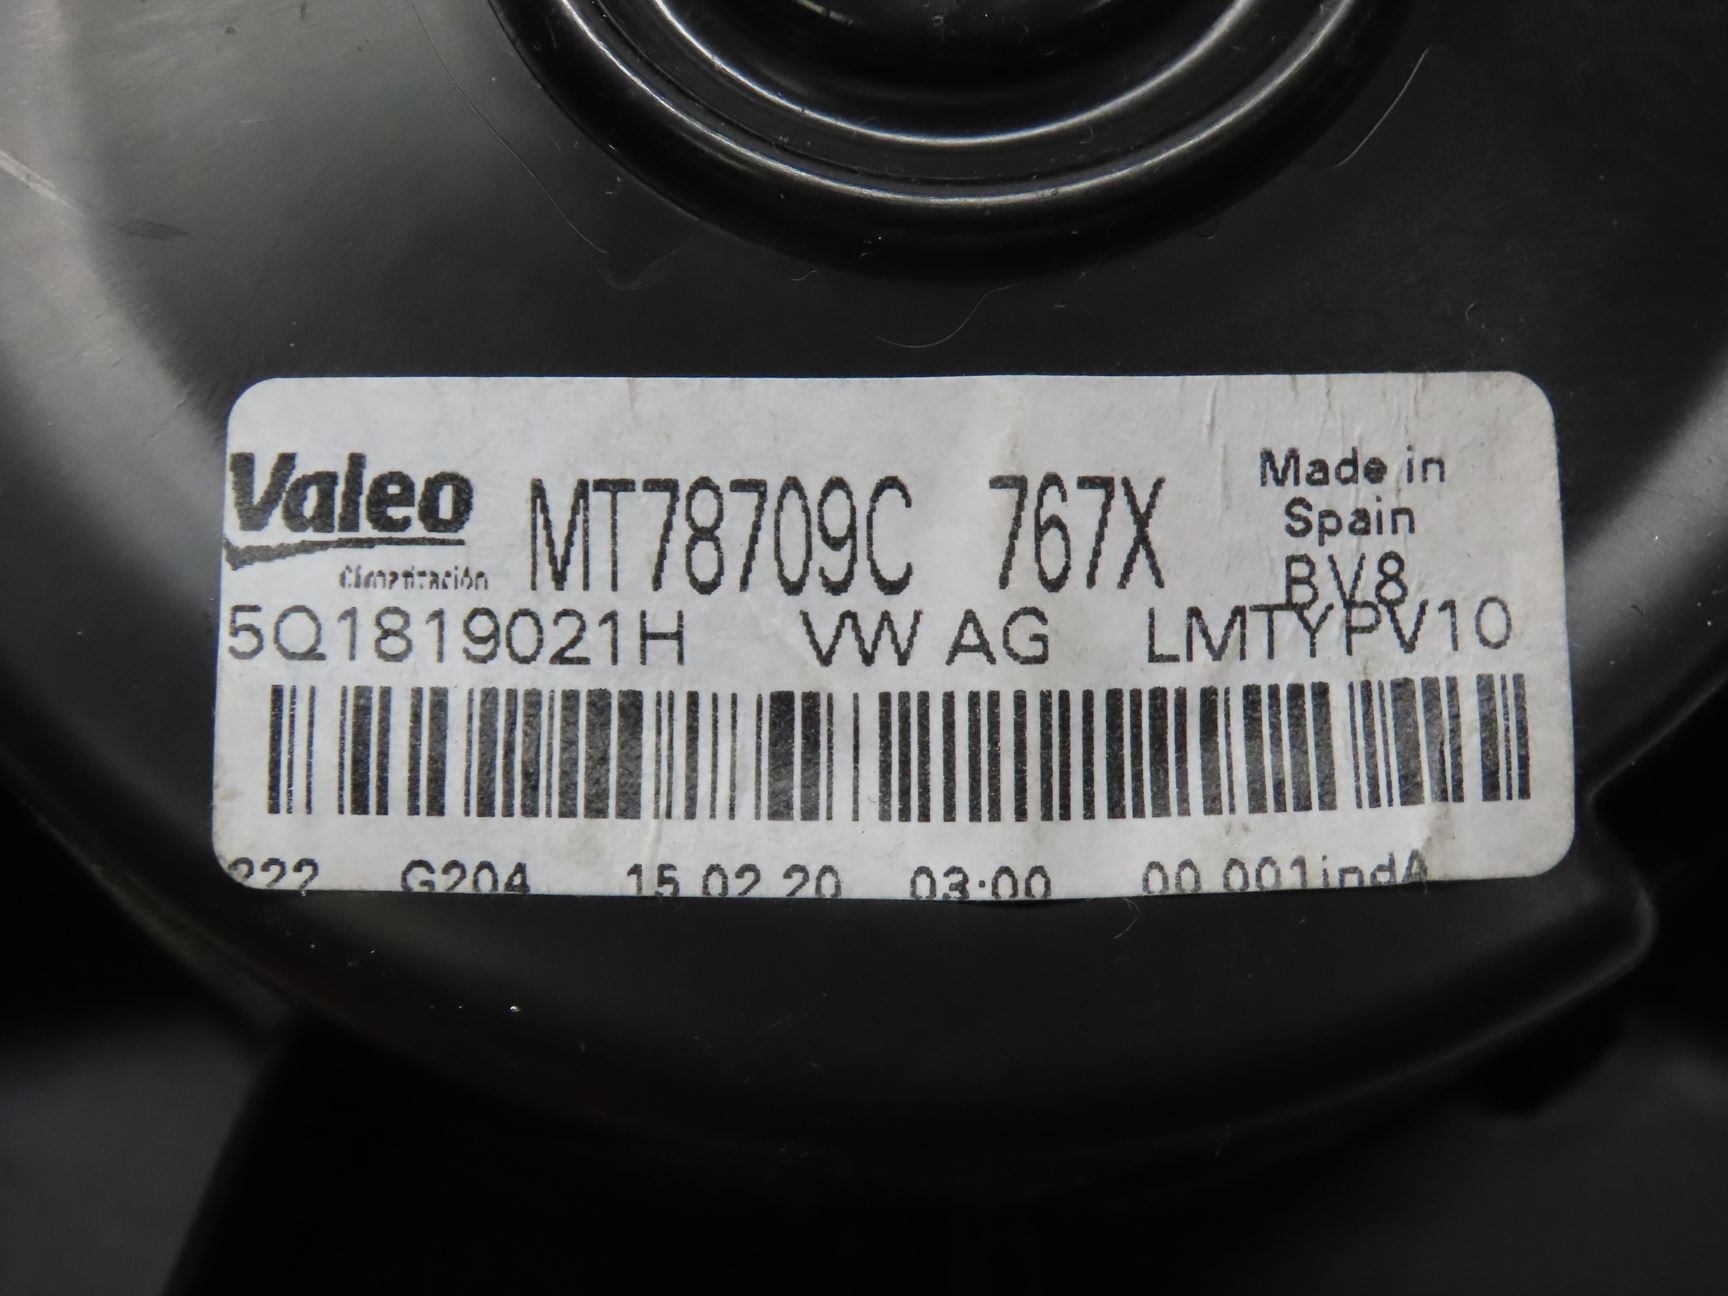 Valeo MT78709C 767X Made in
Spain
Climatización BV8
5Q1819021H VW AG LMTYPV10
222 G204 15.02.20 03:00 00.001indA